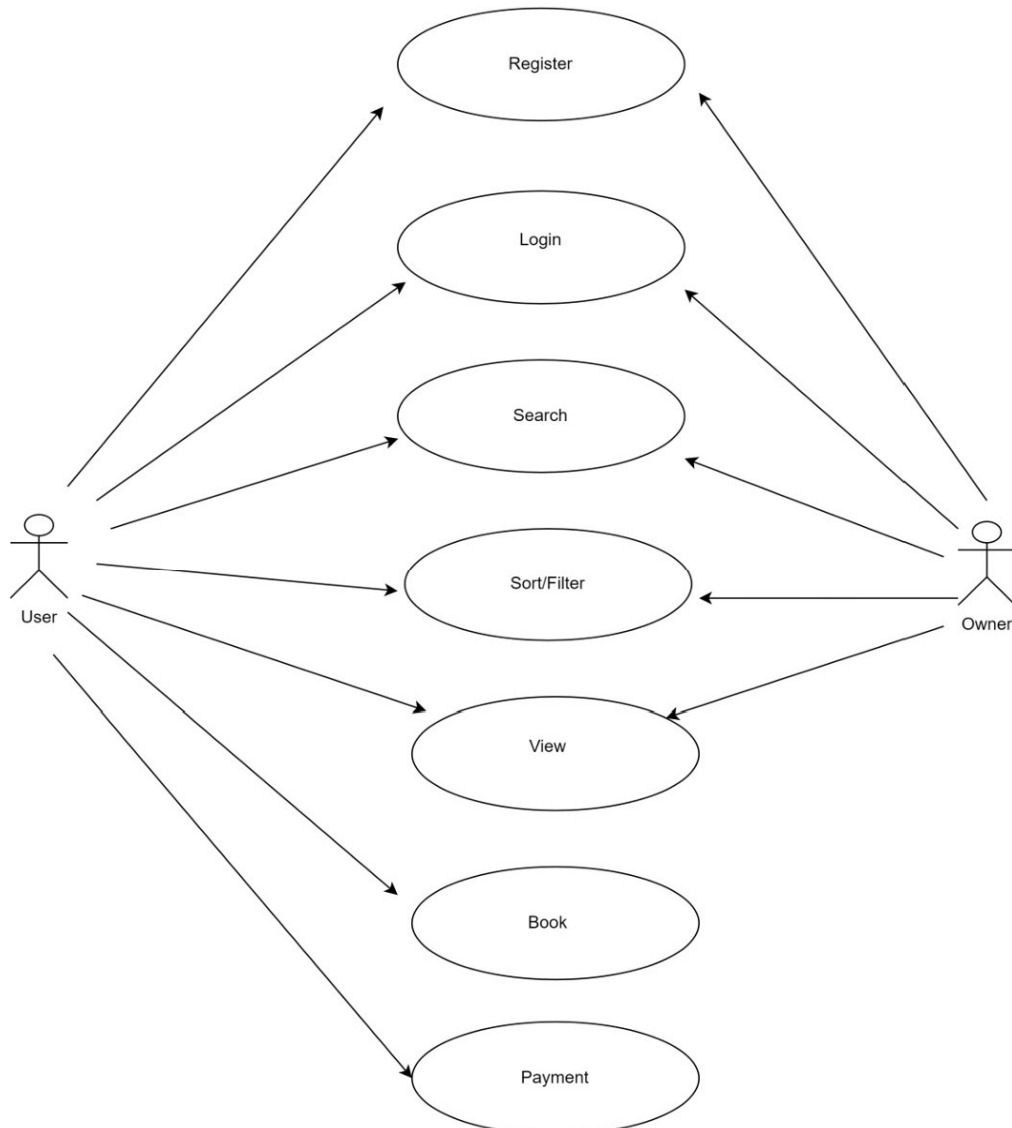 Register
Login
Search
Sort/Filter
User
Owner
View
Book
Payment